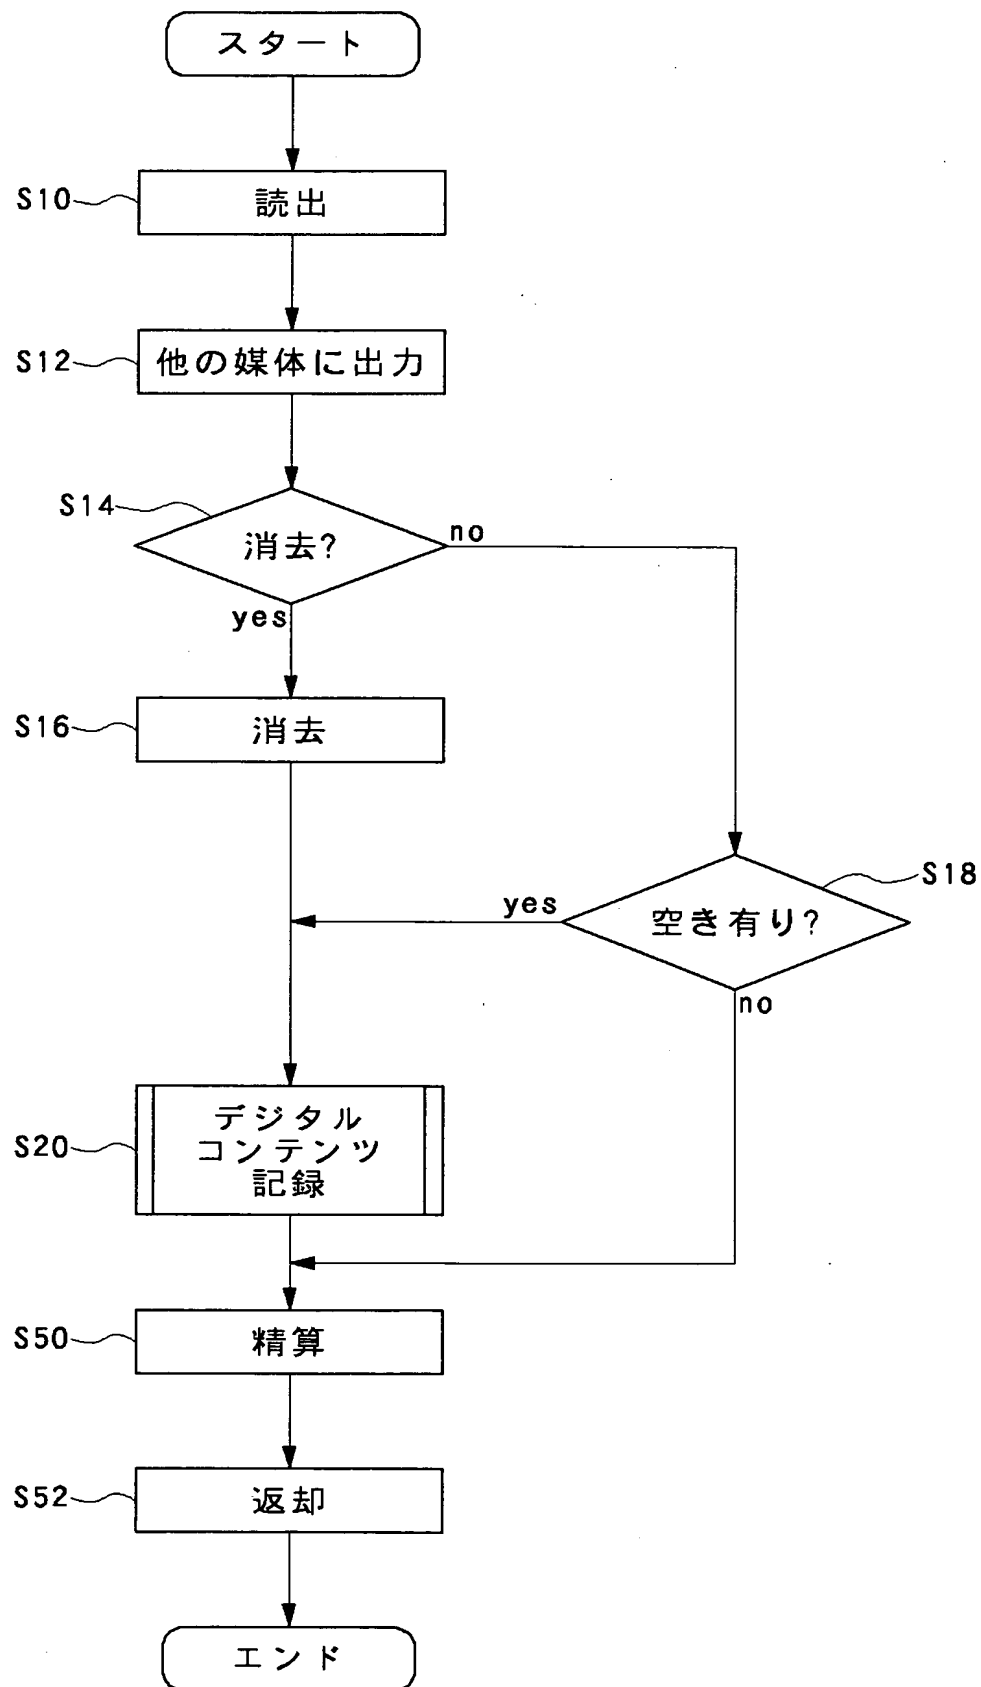 スタート
S10
読出
S12
他の媒体に出力
S14
消去?
no
yes
S16
消去
S18
空き有り?
yes
no
S20
デジタル
コンテンツ
記録
S50
精算
S52
返却
エンド